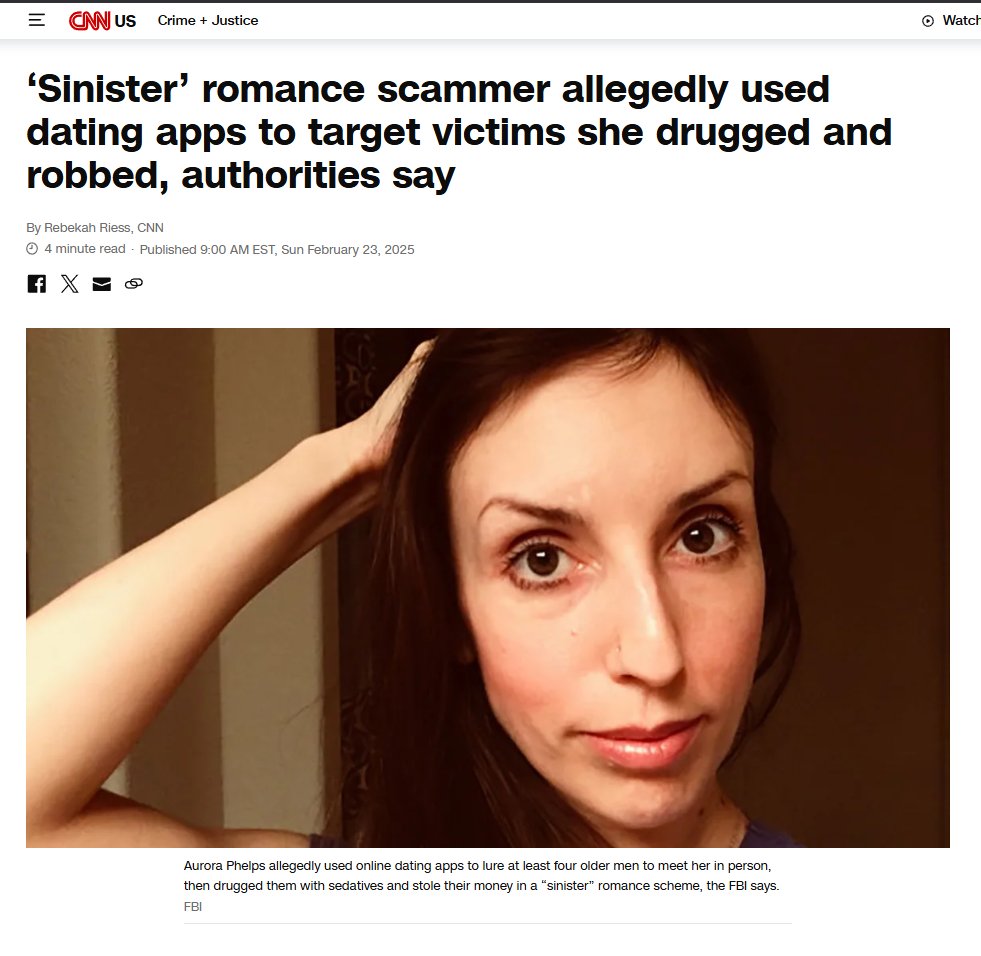 CNN US Crime + Justice Watch
‘Sinister’ romance scammer allegedly used
dating apps to target victims she drugged and
robbed, authorities say
By Rebekah Riess, CNN
4 minute read · Published 9:00 AM EST, Sun February 23, 2025
Aurora Phelps allegedly used online dating apps to lure at least four older men to meet her in person,
then drugged them with sedatives and stole their money in a “sinister” romance scheme, the FBI says.
FBI